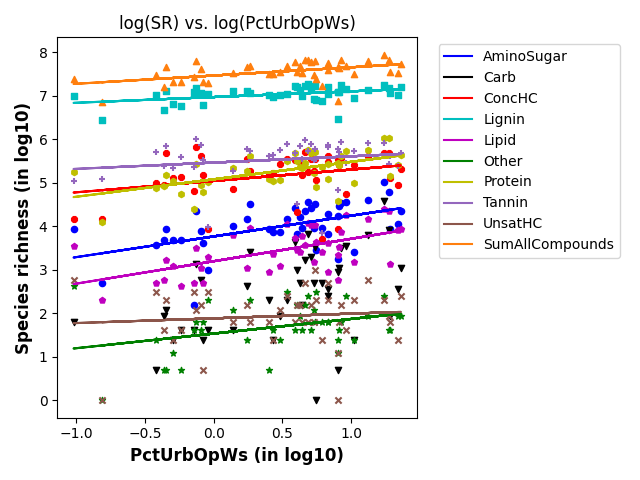 log(SR) vs. log(PctUrbOpWs)
Species richness (in log10)
8
7
6
5
4
3
2
1
0
−1.0 −0.5 0.0 0.5 1.0
PctUrbOpWs (in log10)
AminoSugar
Carb
ConcHC
Lignin
Lipid
Other
Protein
Tannin
UnsatHC
SumAllCompounds